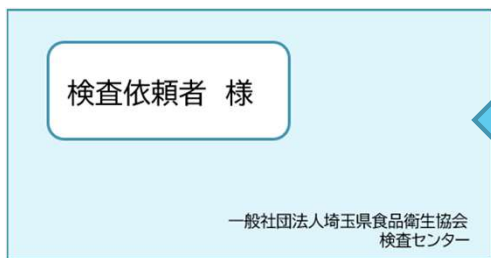 検査依頼者 様
一般社団法人埼玉県食品衛生協会
検査センター